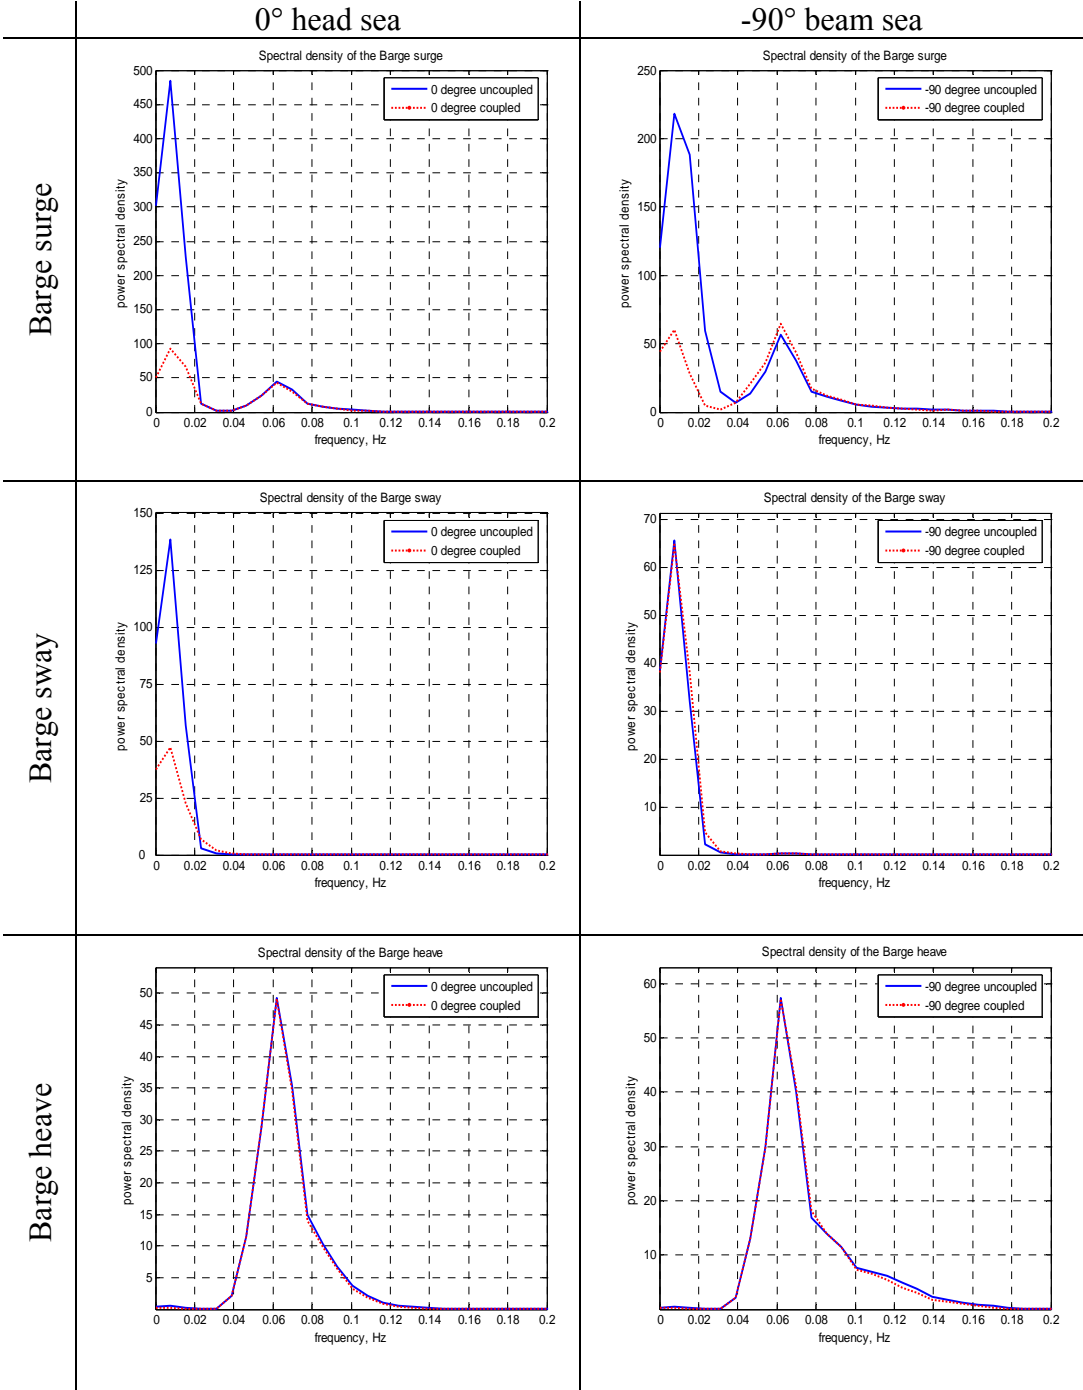 0° head sea
-90° beam sea
Barge surge
Spectral density of the Barge surge
0 degree uncoupled
0 degree coupled
power spectral density
500
450
400
350
300
250
200
150
100
50
0
0 0.02 0.04 0.06 0.08 0.1 0.12 0.14 0.16 0.18 0.2
frequency, Hz
Spectral density of the Barge surge
-90 degree uncoupled
-90 degree coupled
power spectral density
250
200
150
100
50
0
0 0.02 0.04 0.06 0.08 0.1 0.12 0.14 0.16 0.18 0.2
frequency, Hz
Barge sway
Spectral density of the Barge sway
0 degree uncoupled
0 degree coupled
power spectral density
150
125
100
75
50
25
0
0 0.02 0.04 0.06 0.08 0.1 0.12 0.14 0.16 0.18 0.2
frequency, Hz
Spectral density of the Barge sway
-90 degree uncoupled
-90 degree coupled
power spectral density
70
60
50
40
30
20
10
0 0.02 0.04 0.06 0.08 0.1 0.12 0.14 0.16 0.18 0.2
frequency, Hz
Barge heave
Spectral density of the Barge heave
0 degree uncoupled
0 degree coupled
power spectral density
50
45
40
35
30
25
20
15
10
5
0 0.02 0.04 0.06 0.08 0.1 0.12 0.14 0.16 0.18 0.2
frequency, Hz
Spectral density of the Barge heave
-90 degree uncoupled
-90 degree coupled
power spectral density
60
50
40
30
20
10
0 0.02 0.04 0.06 0.08 0.1 0.12 0.14 0.16 0.18 0.2
frequency, Hz